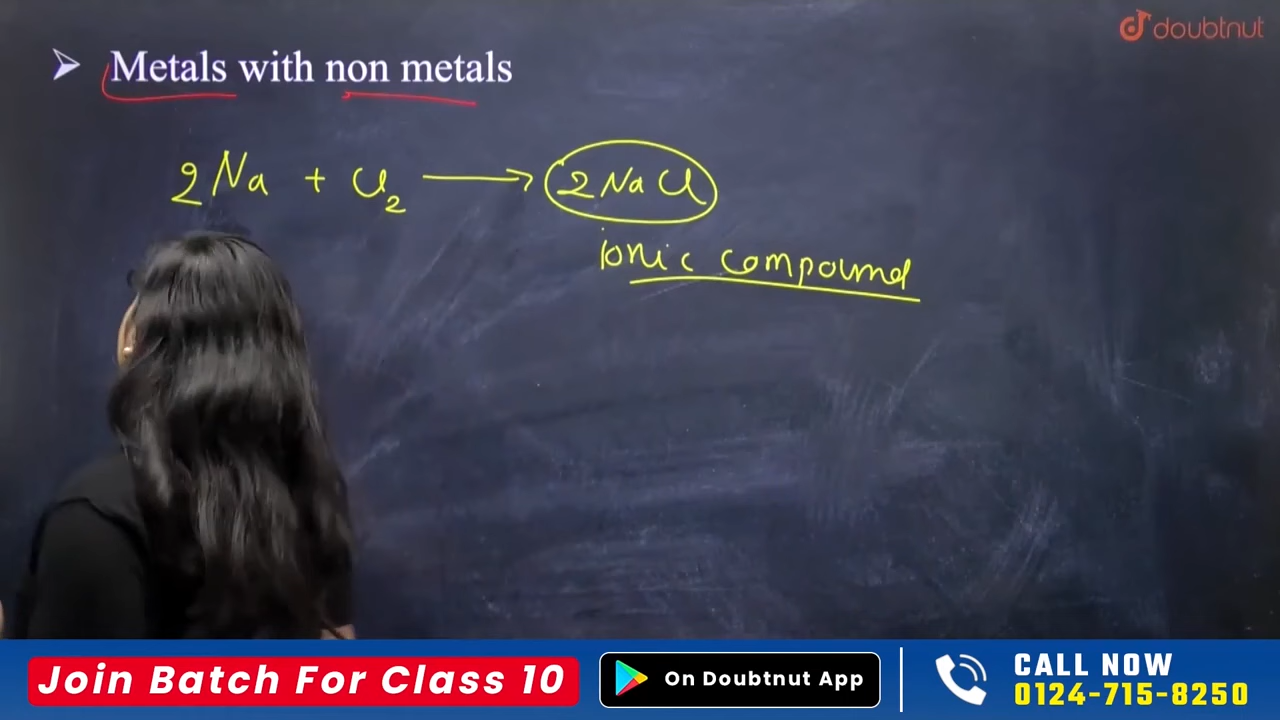 doubtnut
➢ Metals with non metals
2Na + Cl₂ ⟶ 2NaCl
ionic compound
Join Batch For Class 10
On Doubtnut App
CALL NOW
0124-715-8250